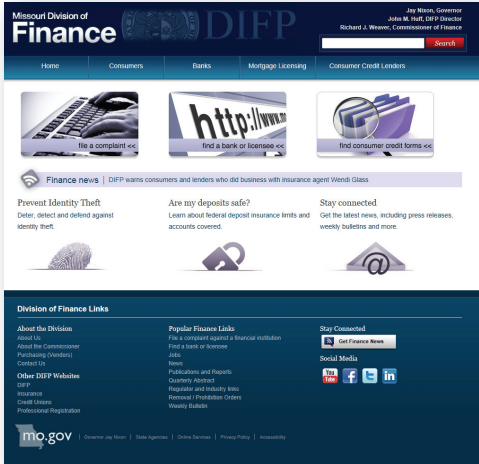 Missouri Division of
Finance
DIFP
Jay Nixon, Governor
John M. Huff, DIFP Director
Richard J. Weaver, Commissioner of Finance
Search
Home Consumers Banks Mortgage Licensing Consumer Credit Lenders
file a complaint <<
http://www.m
find a bank or licensee <<
find consumer credit forms <<
Finance news | DIFP warns consumers and lenders who did business with insurance agent Wendi Glass
Prevent Identity Theft
Deter, detect and defend against
identity theft.
Are my deposits safe?
Learn about federal deposit insurance limits and
accounts covered.
Stay connected
Get the latest news, including press releases,
weekly bulletins and more.
@
Division of Finance Links
About the Division
About Us
About the Commissioner
Purchasing (Vendors)
Contact Us
Other DIFP Websites
DIFP
Insurance
Credit Unions
Professional Registration
Popular Finance Links
File a complaint against a financial institution
Find a bank or licensee
Jobs
News
Publications and Reports
Quarterly Abstract
Regulator and Industry links
Removal / Prohibition Orders
Weekly Bulletin
Stay Connected
Get Finance News
Social Media
You Tube f t in
mo.gov | Governor Jay Nixon | State Agencies | Online Services | Privacy Policy | Accessibility